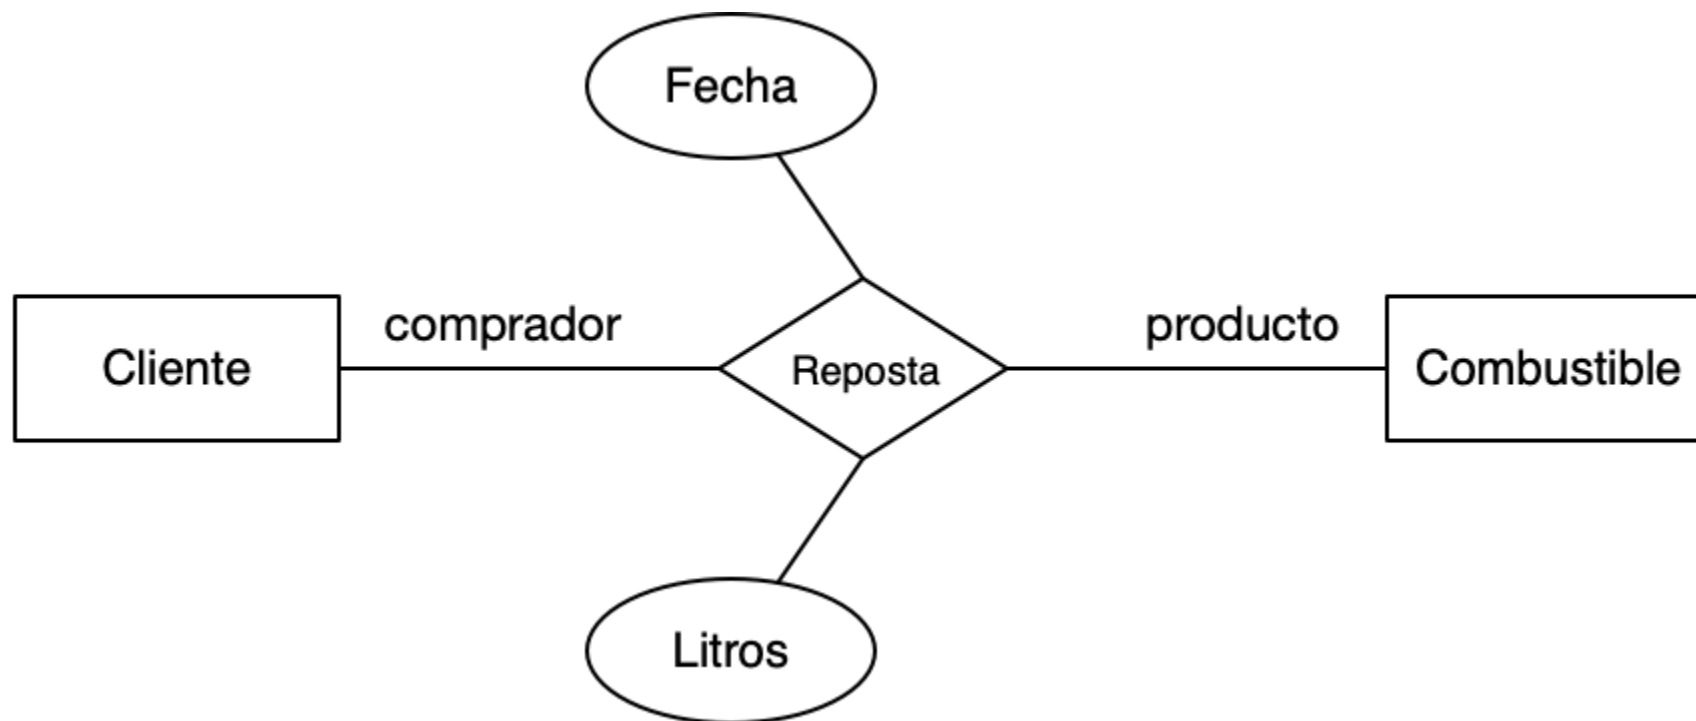 Fecha
comprador
producto
Cliente
Reposta
Combustible
Litros